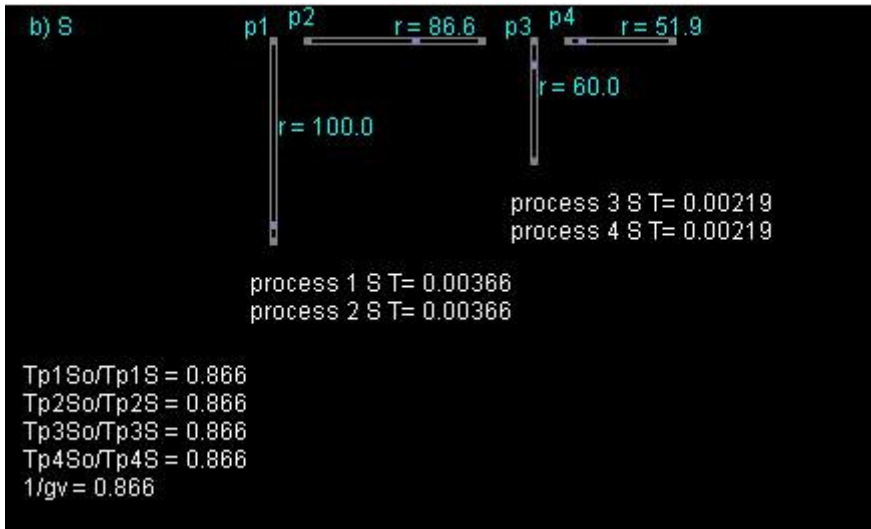 b) S
p1 p2 r = 86.6 p3 p4 r = 51.9
r = 60.0
r = 100.0
process 3 S T= 0.00219
process 4 S T= 0.00219
process 1 S T= 0.00366
process 2 S T= 0.00366
Tp1So/Tp1S = 0.866
Tp2So/Tp2S = 0.866
Tp3So/Tp3S = 0.866
Tp4So/Tp4S = 0.866
1/gv = 0.866